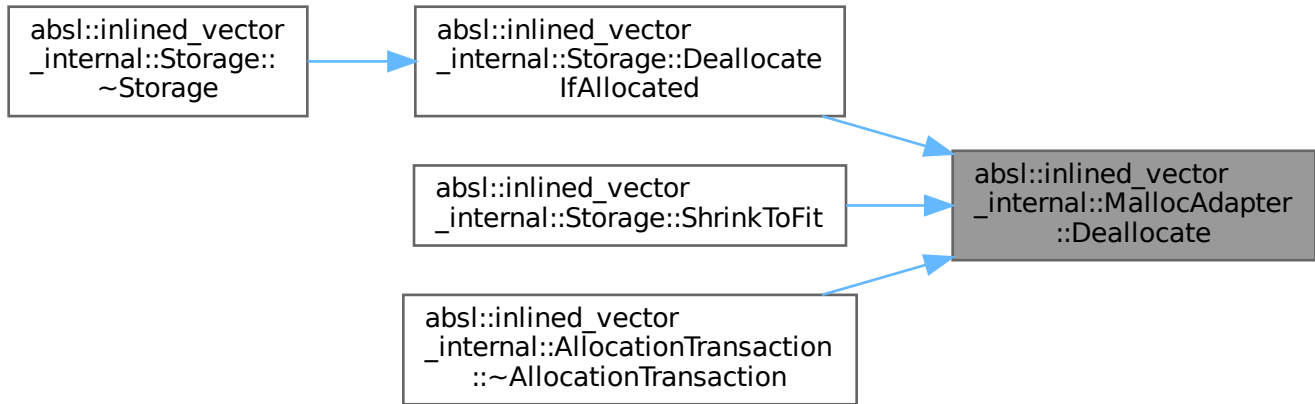 absl::inlined_vector
_internal::Storage::
~Storage
absl::inlined_vector
_internal::Storage::Deallocate
IfAllocated
absl::inlined_vector
_internal::Storage::ShrinkToFit
absl::inlined_vector
_internal::AllocationTransaction
::~AllocationTransaction
absl::inlined_vector
_internal::MallocAdapter
::Deallocate